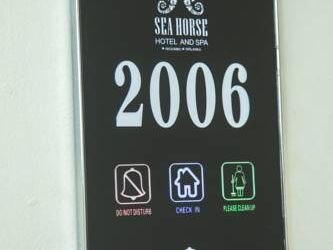 SEA HORSE
HOTEL AND SPA
2006
DO NOT DISTURB
CHECK IN
PLEASE CLEAN UP